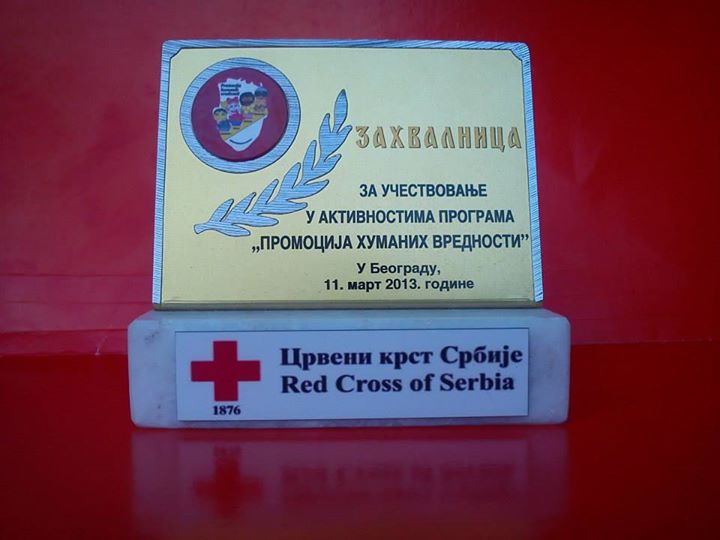 ЗАХВАЛНИЦА
ЗА УЧЕСТВОВАЊЕ
У АКТИВНОСТИМА ПРОГРАМА
„ПРОМОЦИЈА ХУМАНИХ ВРЕДНОСТИ”
У Београду,
11. март 2013. године
Црвени крст Србије
Red Cross of Serbia
1876